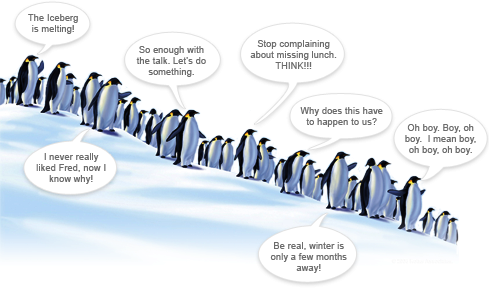 The Iceberg
is melting!
So enough with
the talk. Let's do
something.
Stop complaining
about missing lunch.
THINK!!!
Why does this have
to happen to us?
Oh boy. Boy, oh
boy.  I mean boy,
oh boy, oh boy.
I never really
liked Fred, now I
know why!
Be real, winter is
only a few months
away!